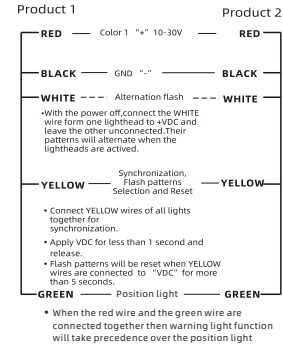 Product 1
Product 2
RED — Color 1 “+” 10-30V — RED
BLACK — GND “-” — BLACK
WHITE --- Alternation flash --- WHITE
•With the power off,connect the WHITE
wire form one lighthead to +VDC and
leave the other unconnected.Their
patterns will alternate when the
lightheads are actived.
Synchronization,
YELLOW — Flash patterns — YELLOW
Selection and Reset
• Connect YELLOW wires of all lights
together for
synchronization.
• Apply VDC for less than 1 second and
release.
• Flash patterns will be reset when YELLOW
wires are connected to “VDC” for more
than 5 seconds.
GREEN — Position light — GREEN
• When the red wire and the green wire are
connected together then warning light function
will take precedence over the position light